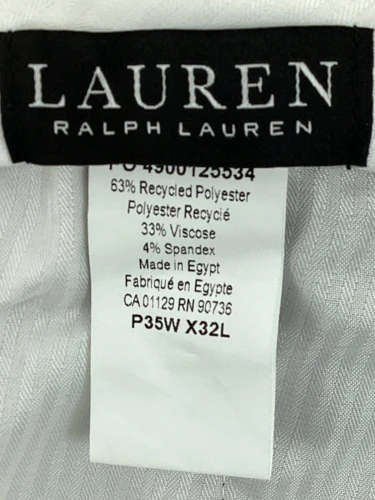 LAUREN
RALPH LAUREN
PO 4900125534
63% Recycled Polyester
Polyester Recyclé
33% Viscose
4% Spandex
Made in Egypt
Fabriqué en Egypte
CA 01129 RN 90736
P35W X32L